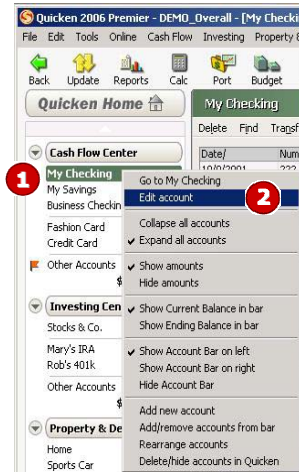 Quicken 2006 Premier - DEMO_Overall - [My Checki
File Edit Tools Online Cash Flow Investing Property &
Back Update Reports Calc Port Budget
Quicken Home My Checking
Delete Find Transf
Cash Flow Center Date/ Num
10/9/2001 222
1 My Checking
My Savings
Business Checkin
Fashion Card
Credit Card
Other Accounts
$
Investing Cen
Stocks & Co.
Mary's IRA
Rob's 401k
Other Accounts
$
Property & De
Home
Sports Car
Go to My Checking
Edit account 2
Collapse all accounts
Expand all accounts
Show amounts
Hide amounts
Show Current Balance in bar
Show Ending Balance in bar
Show Account Bar on left
Show Account Bar on right
Hide Account Bar
Add new account
Add/remove accounts from bar
Rearrange accounts
Delete/hide accounts in Quicken